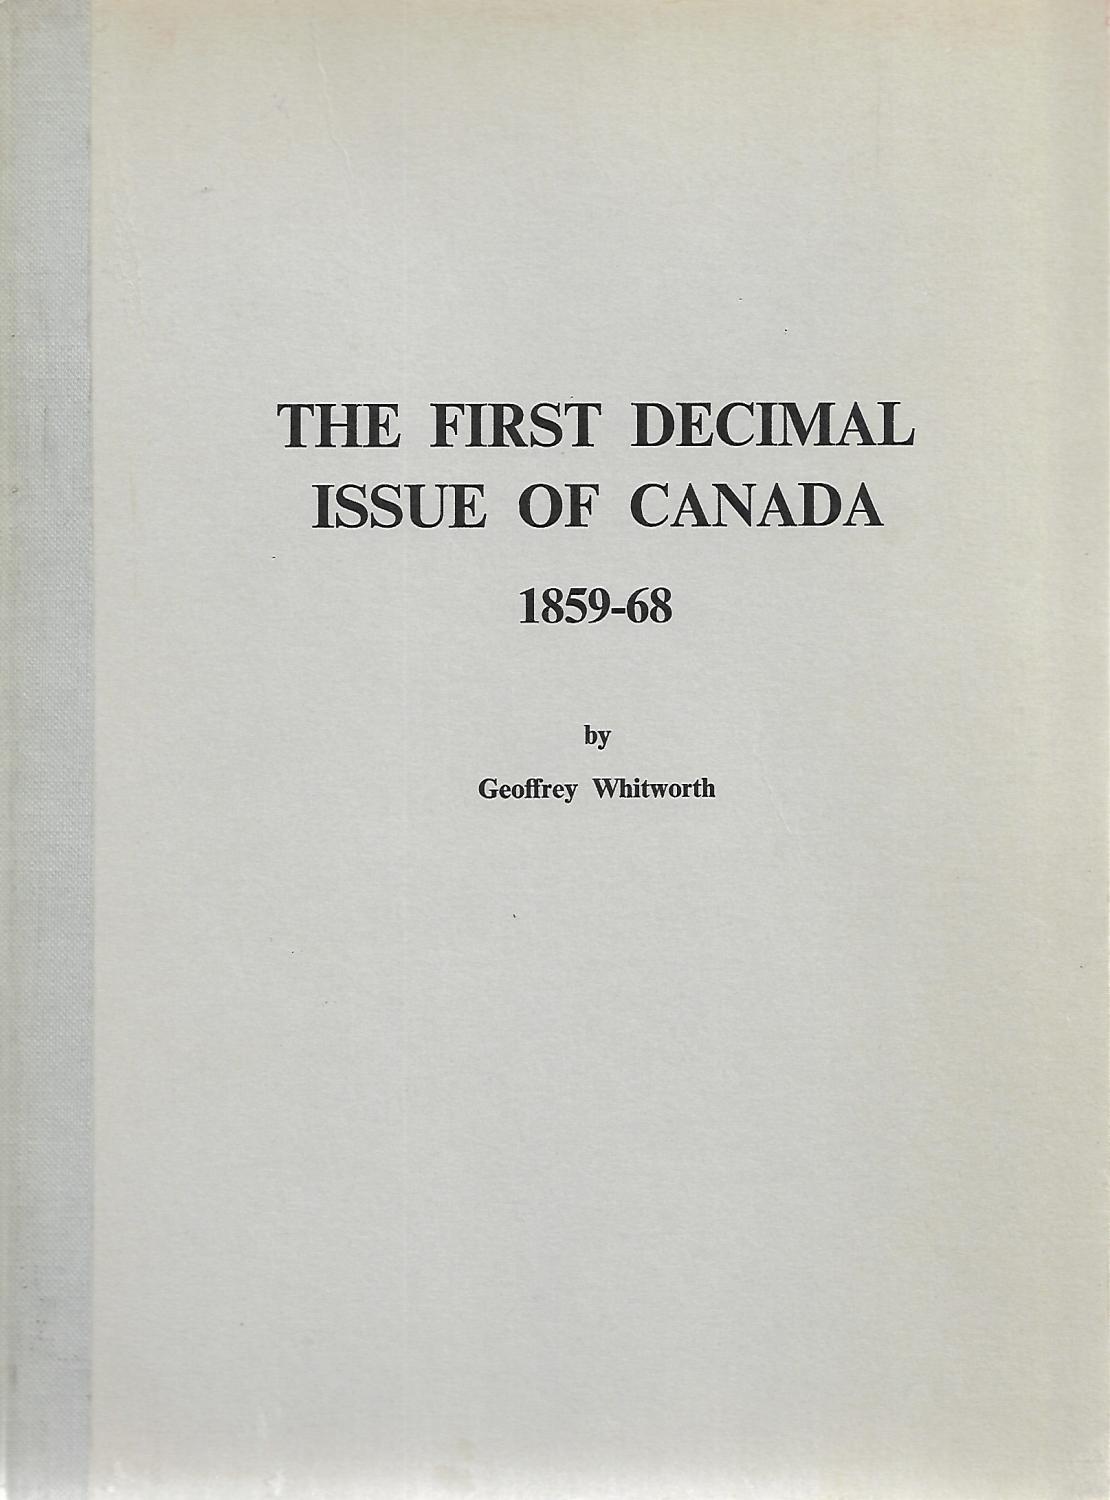 THE FIRST DECIMAL
ISSUE OF CANADA
1859-68
by
Geoffrey Whitworth